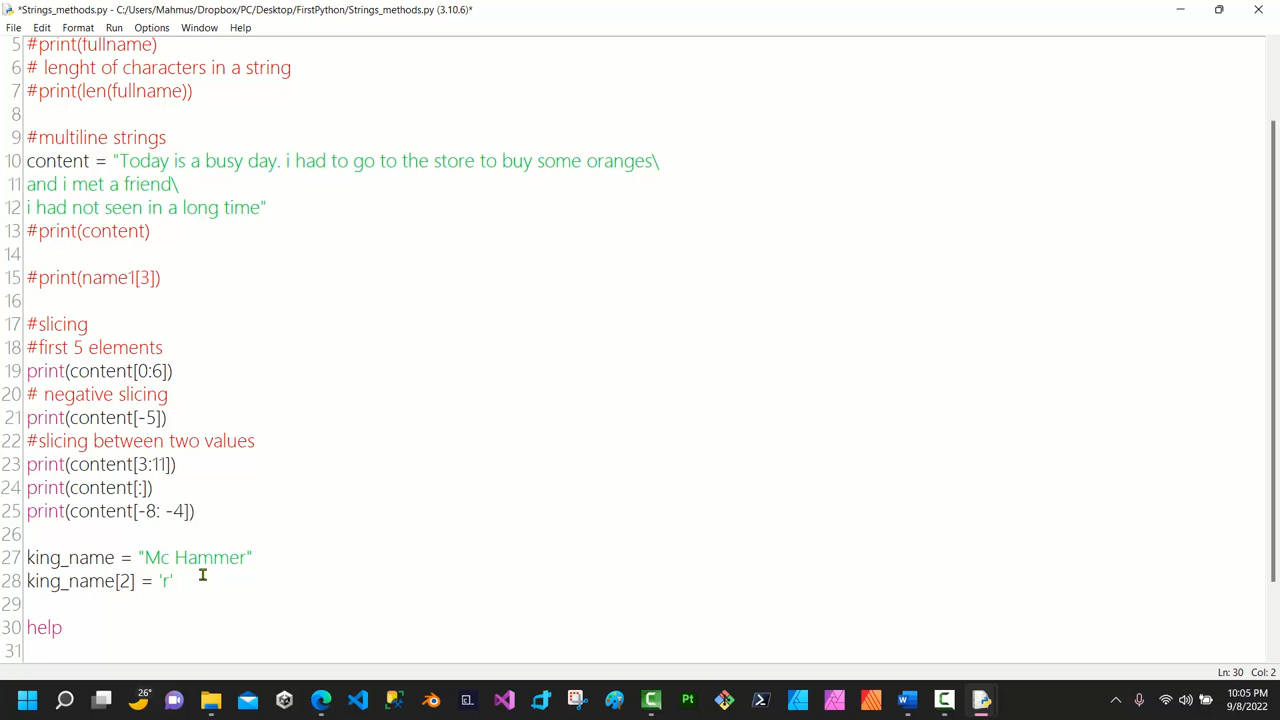 *Strings_methods.py - C:/Users/Mahmus/Dropbox/PC/Desktop/FirstPython/Strings_methods.py (3.10.6)*
File Edit Format Run Options Window Help
5 #print(fullname)
6 # lenght of characters in a string
7 #print(len(fullname))
8
9 #multiline strings
10 content = "Today is a busy day. i had to go to the store to buy some oranges\
11 and i met a friend\
12 i had not seen in a long time"
13 #print(content)
14
15 #print(name1[3])
16
17 #slicing
18 #first 5 elements
19 print(content[0:6])
20 # negative slicing
21 print(content[-5])
22 #slicing between two values
23 print(content[3:11])
24 print(content[:])
25 print(content[-8: -4])
26
27 king_name = "Mc Hammer"
28 king_name[2] = 'r'
29
30 help
31
Ln: 30 Col: 2
26°
Pt
10:05 PM
9/8/2022